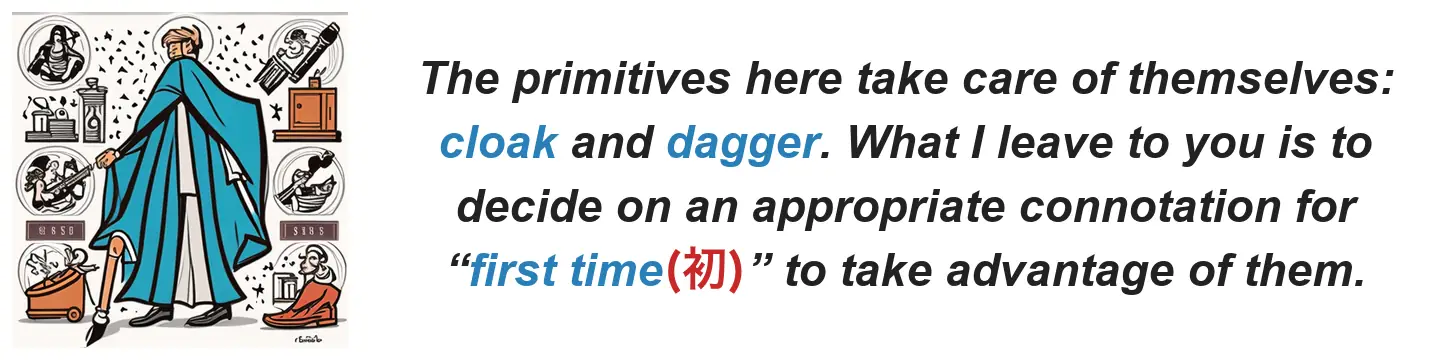 The primitives here take care of themselves:
cloak and dagger. What I leave to you is to
decide on an appropriate connotation for
“first time(初)” to take advantage of them.